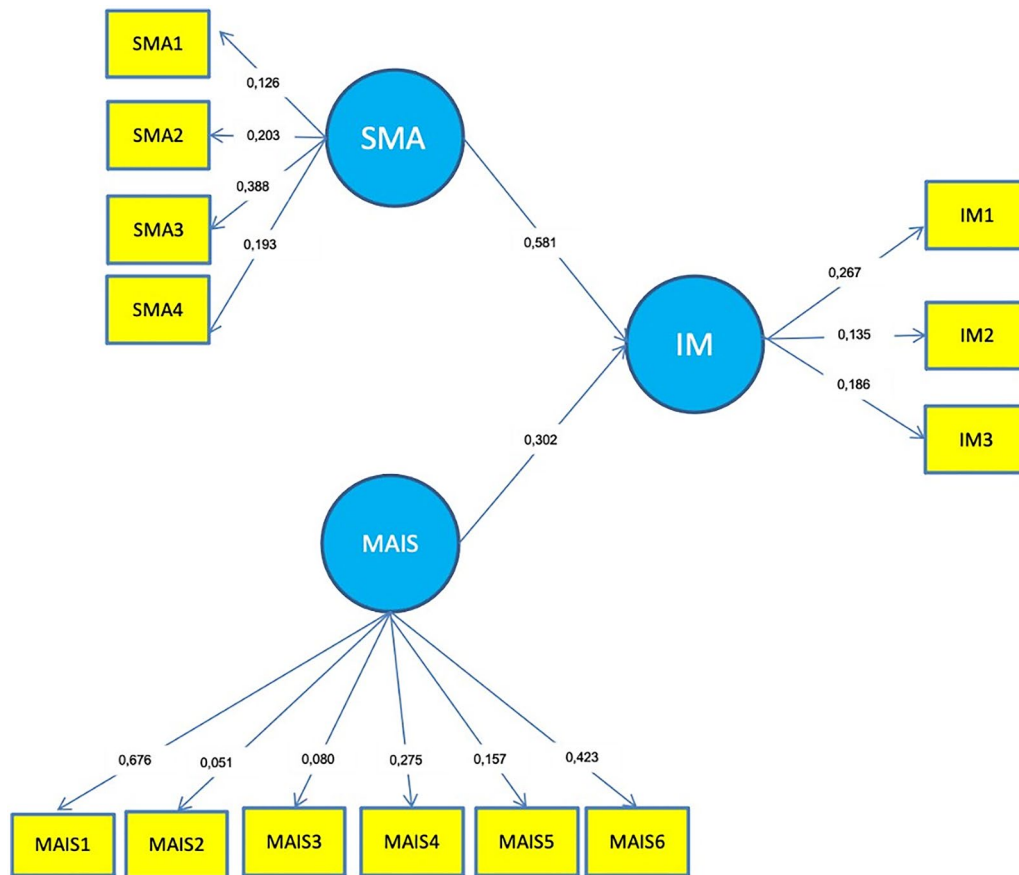 SMA1
0,126
SMA2
0,203
SMA
0,388
SMA3
0,193
SMA4
0,581
IM1
0,267
IM
0,135
IM2
0,186
IM3
0,302
MAIS
0,676
0,051
0,080
0,275
0,157
0,423
MAIS1
MAIS2
MAIS3
MAIS4
MAIS5
MAIS6